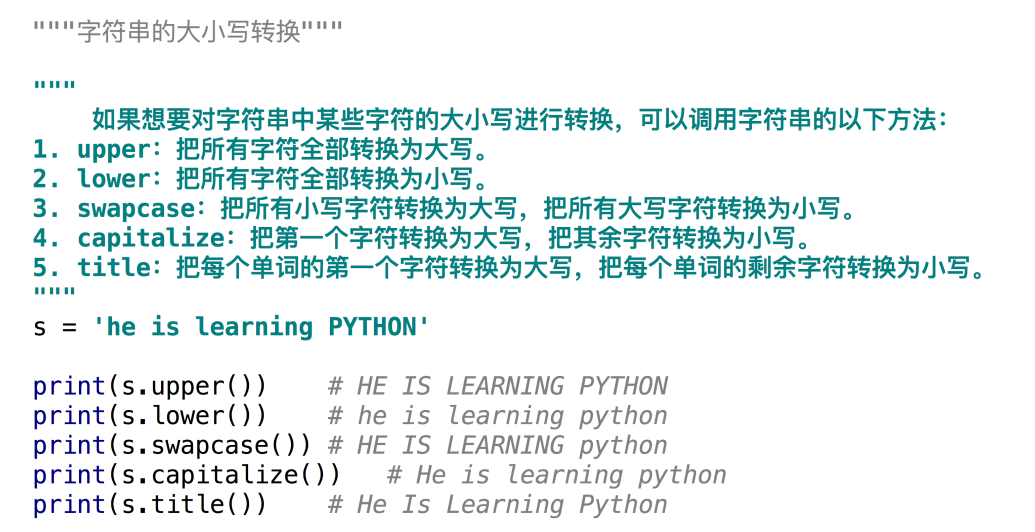 """字符串的大小写转换"""
"""
    如果想要对字符串中某些字符的大小写进行转换，可以调用字符串的以下方法：
1. upper：把所有字符全部转换为大写。
2. lower：把所有字符全部转换为小写。
3. swapcase：把所有小写字符转换为大写，把所有大写字符转换为小写。
4. capitalize：把第一个字符转换为大写，把其余字符转换为小写。
5. title：把每个单词的第一个字符转换为大写，把每个单词的剩余字符转换为小写。
"""
s = 'he is learning PYTHON'
print(s.upper())    # HE IS LEARNING PYTHON
print(s.lower())    # he is learning python
print(s.swapcase()) # HE IS LEARNING python
print(s.capitalize())   # He is learning python
print(s.title())    # He Is Learning Python